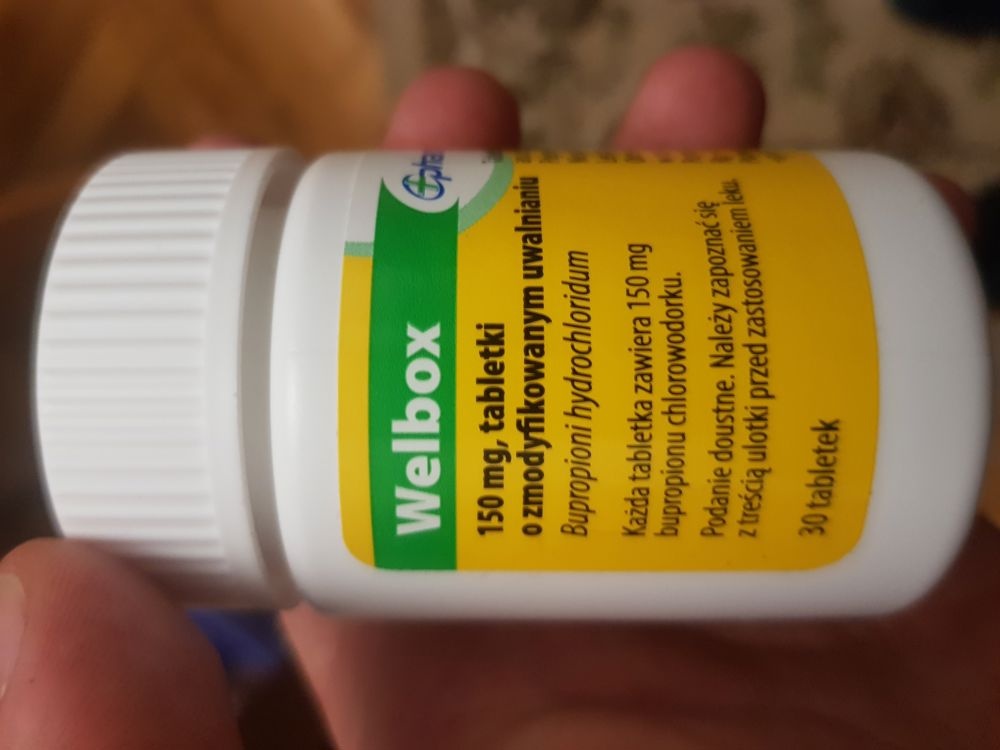 Welbox
150 mg, tabletki
o zmodyfikowanym uwalnianiu
Bupropioni hydrochloridum
Każda tabletka zawiera 150 mg
bupropionu chlorowodorku.
Podanie doustne. Należy zapoznać się
z treścią ulotki przed zastosowaniem leku.
30 tabletek